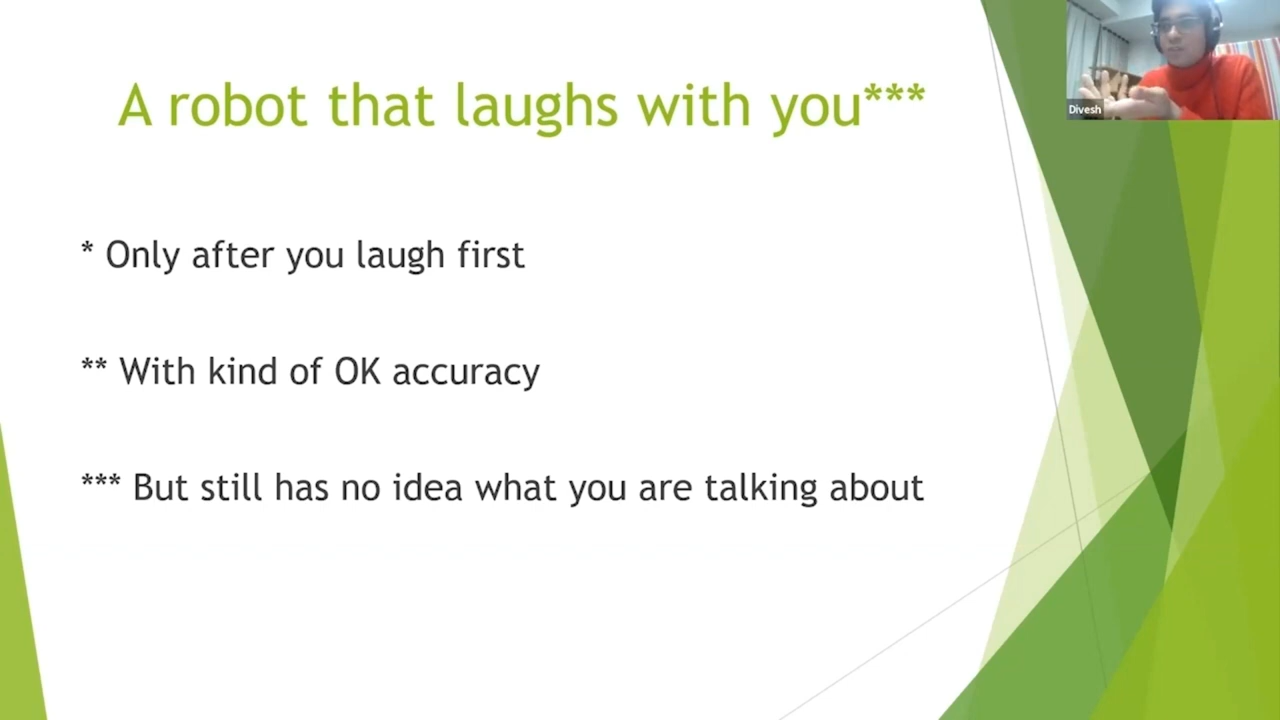 A robot that laughs with you***
* Only after you laugh first
** With kind of OK accuracy
*** But still has no idea what you are talking about
Divesh